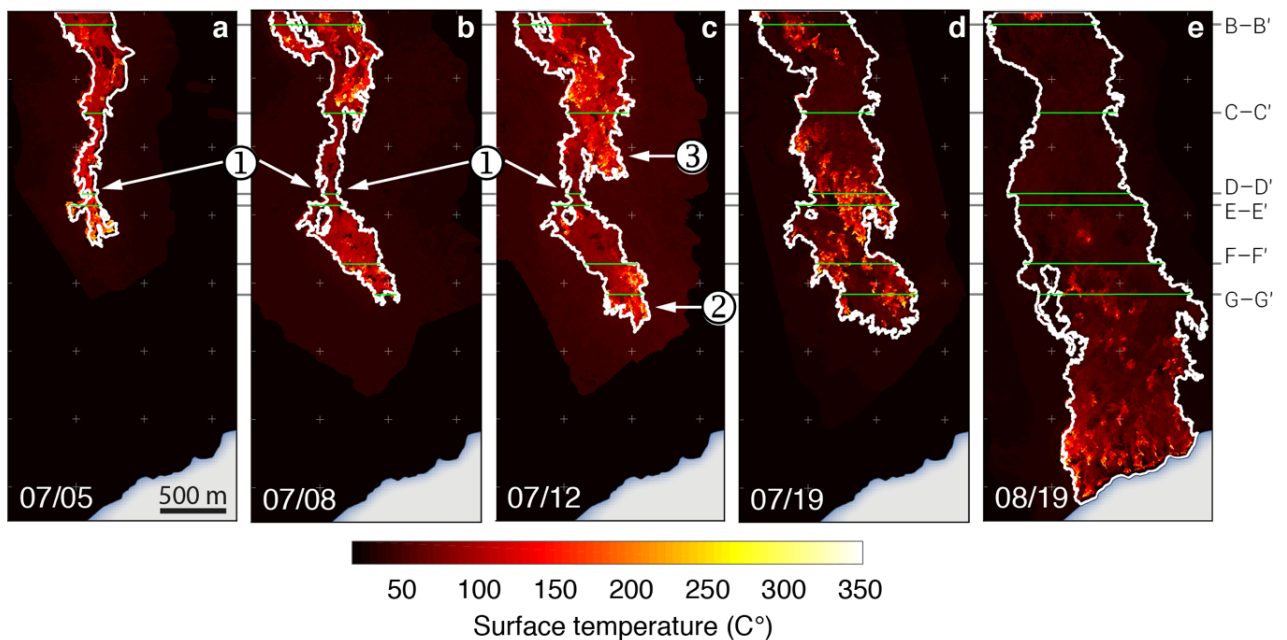 a
b
c
d
e
B–B'
C–C'
D–D'
E–E'
F–F'
G–G'
1
1
3
2
07/05
500 m
07/08
07/12
07/19
08/19
50 100 150 200 250 300 350
Surface temperature (C°)